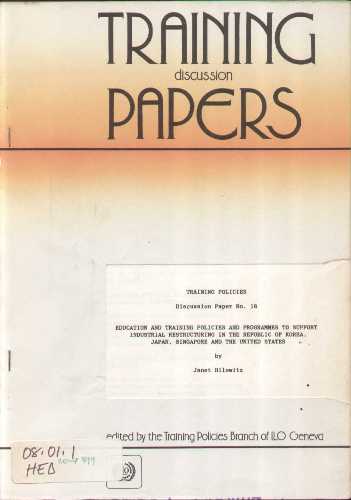 TRAINING
discussion
PAPERS
TRAINING POLICIES
Discussion Paper No. 18
EDUCATION AND TRAINING POLICIES AND PROGRAMMES TO SUPPORT
INDUSTRIAL RESTRUCTURING IN THE REPUBLIC OF KOREA,
JAPAN, SINGAPORE AND THE UNITED STATES
by
Janet Hilowitz
edited by the Training Policies Branch of ILO Geneva
08.01.1
HED